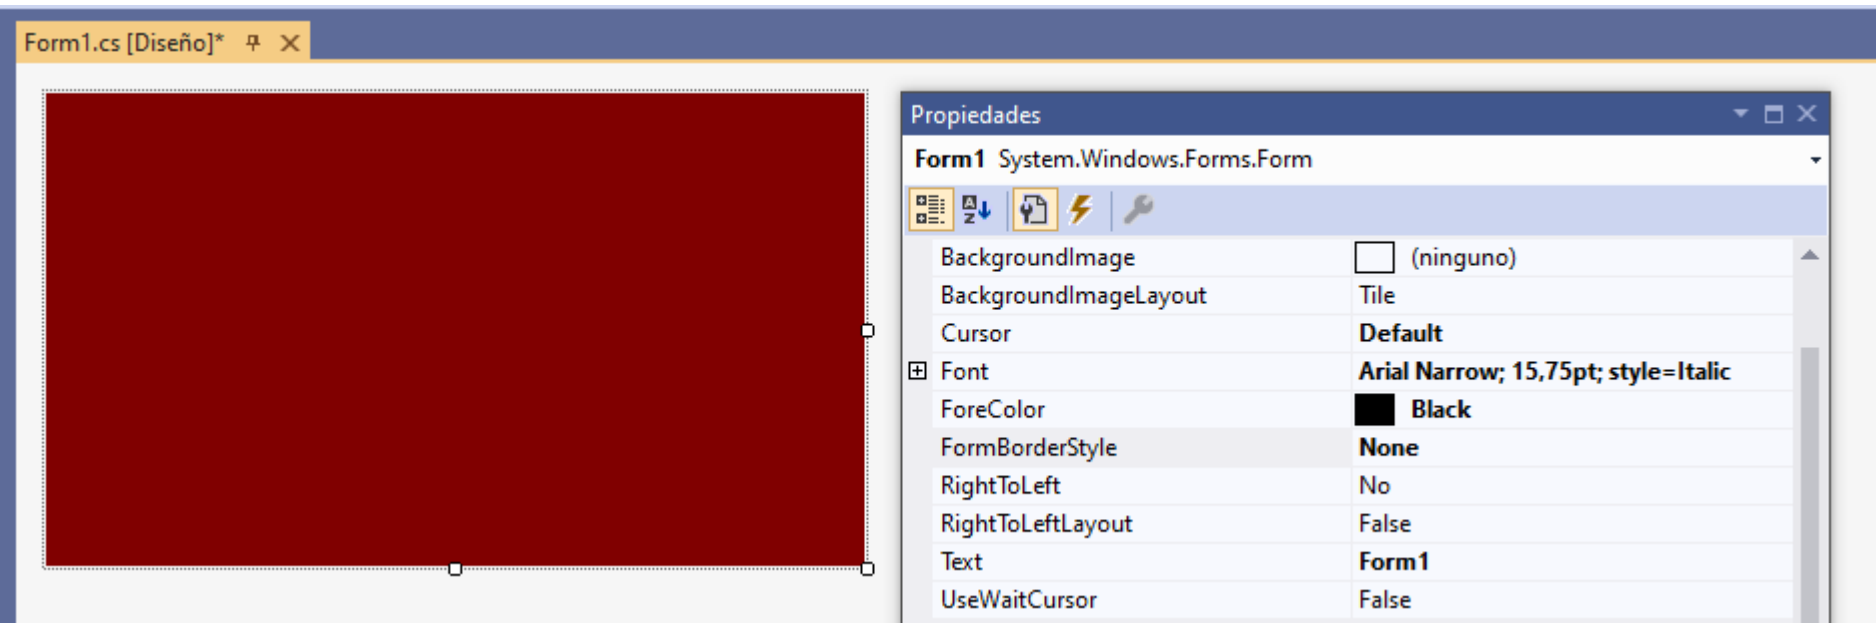 Form1.cs [Diseño]*
Propiedades
Form1 System.Windows.Forms.Form
BackgroundImage (ninguno)
BackgroundImageLayout Tile
Cursor Default
Font Arial Narrow; 15,75pt; style=Italic
ForeColor Black
FormBorderStyle None
RightToLeft No
RightToLeftLayout False
Text Form1
UseWaitCursor False